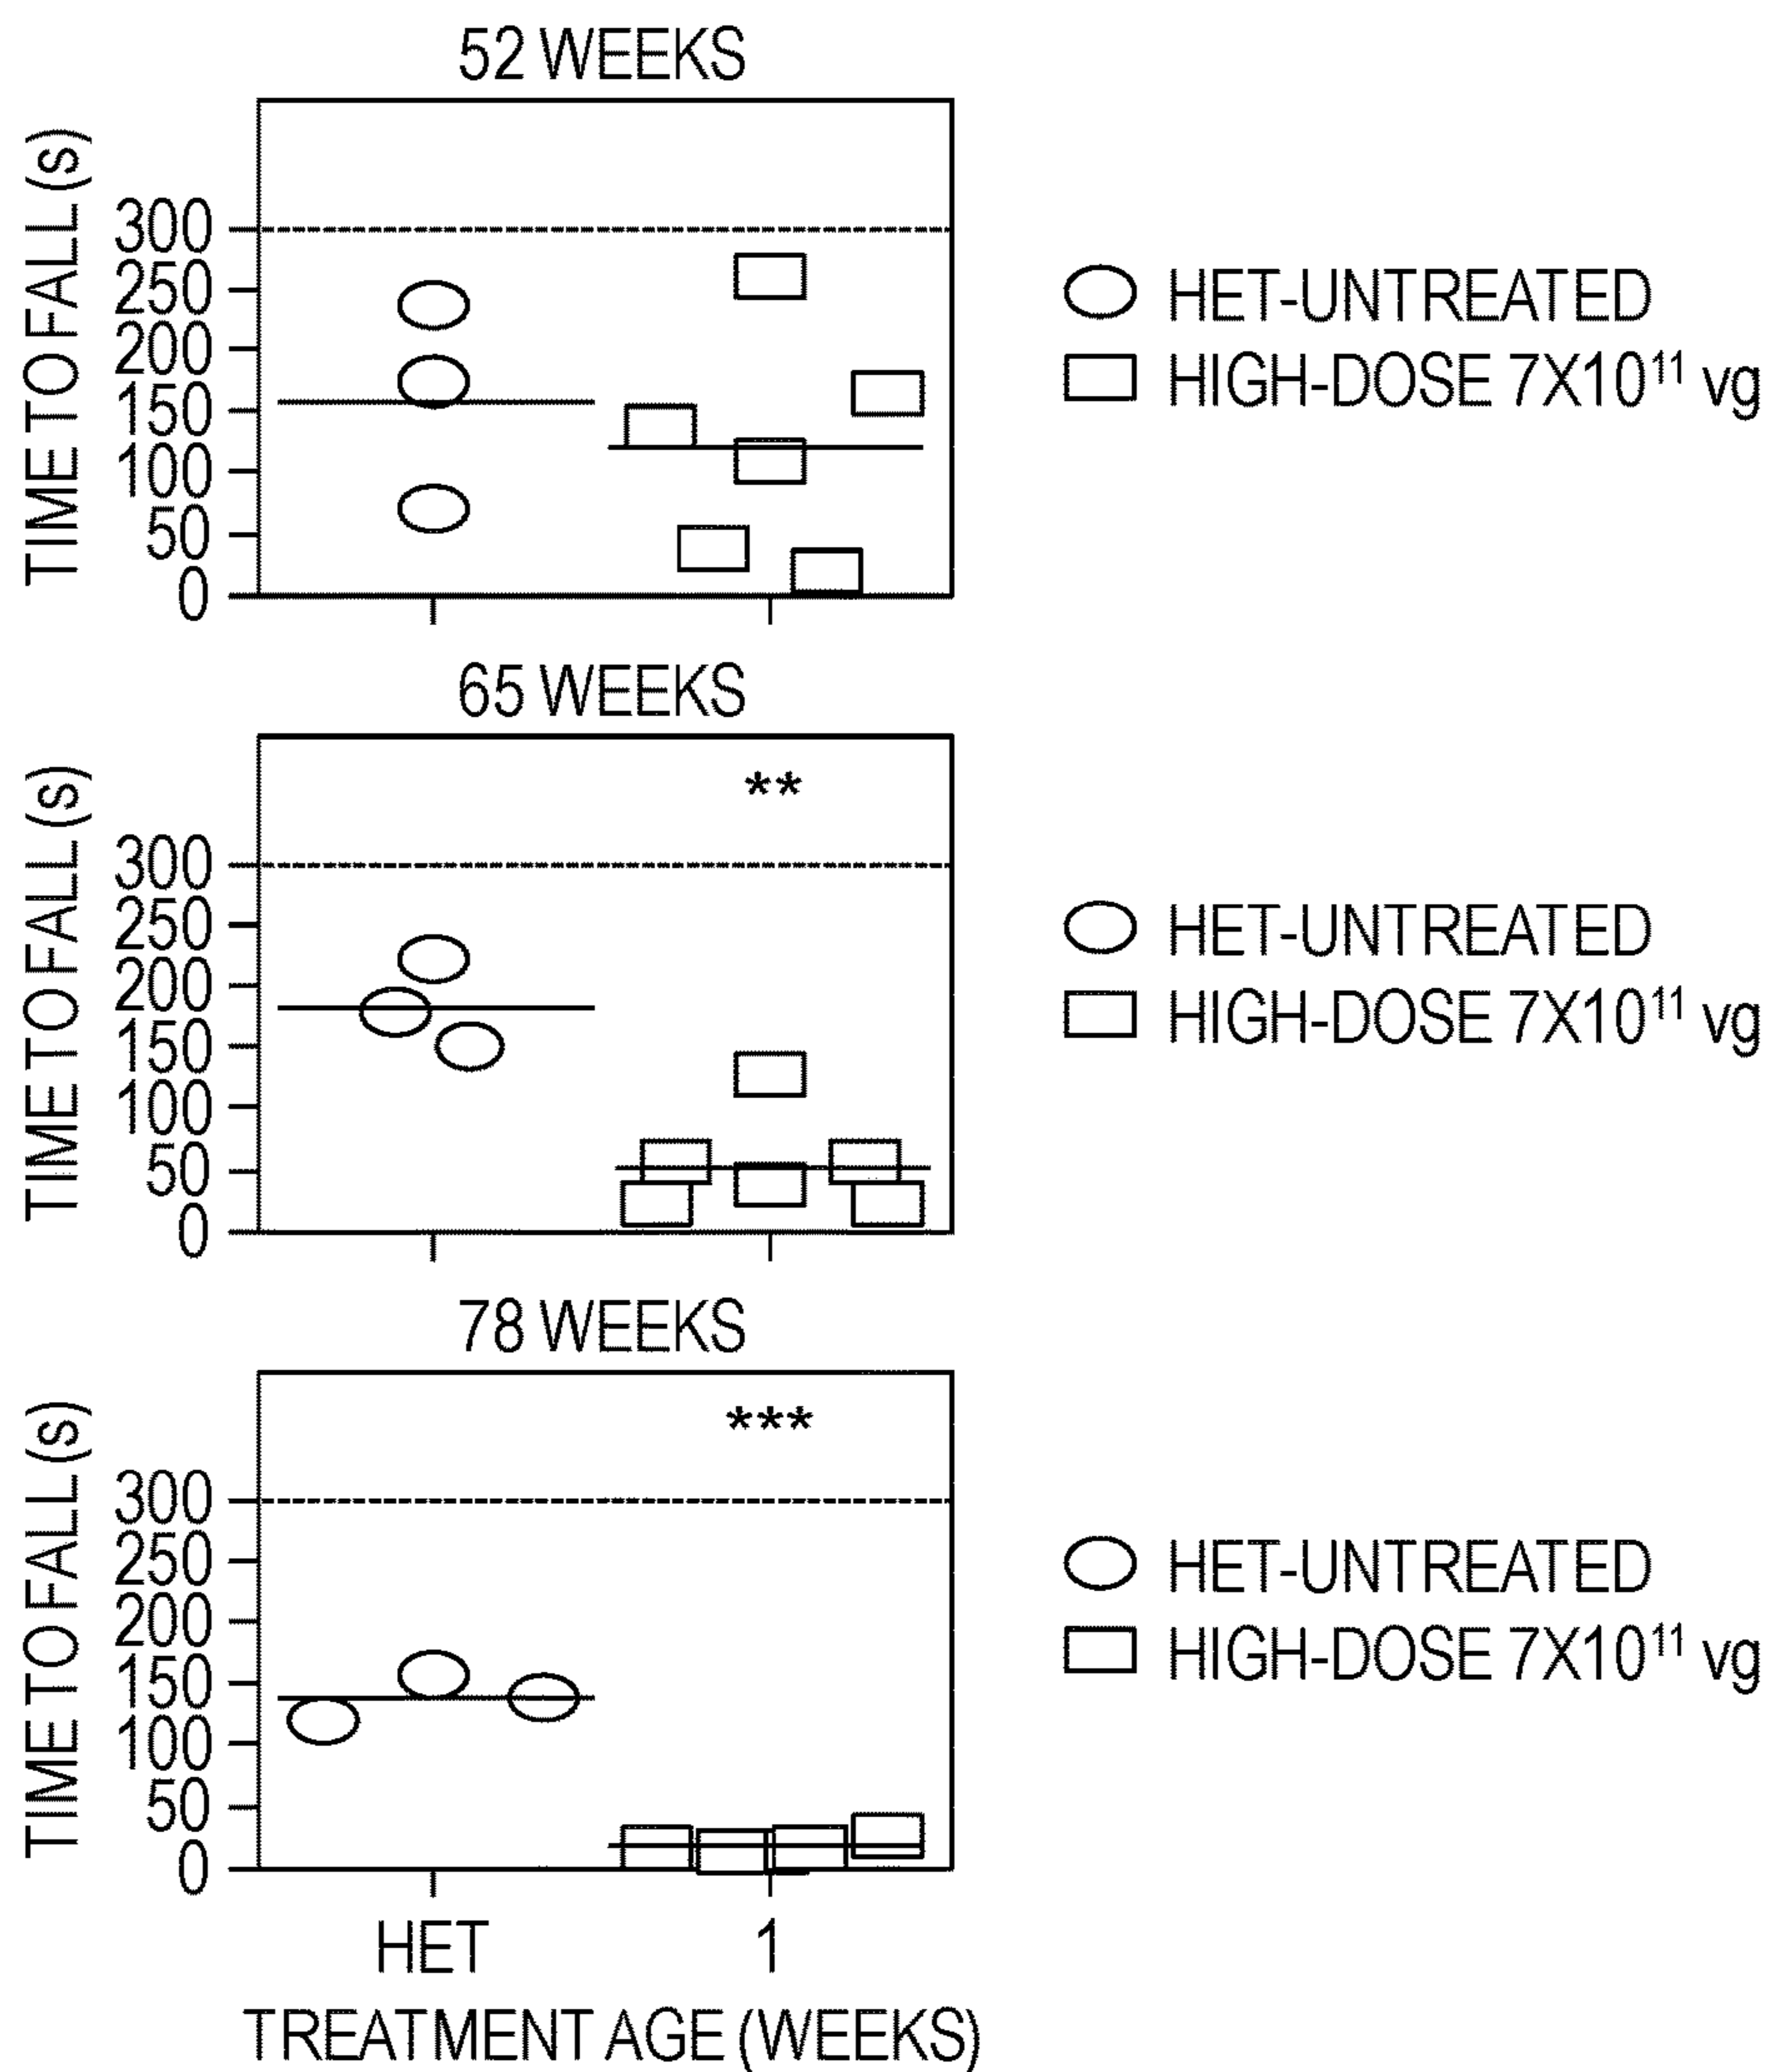 52 WEEKS
TIME TO FALL (s)
300
250
200
150
100
50
0
HET-UNTREATED
HIGH-DOSE 7X10¹¹ vg
65 WEEKS
**
TIME TO FALL (s)
300
250
200
150
100
50
0
HET-UNTREATED
HIGH-DOSE 7X10¹¹ vg
78 WEEKS
***
TIME TO FALL (s)
300
250
200
150
100
50
0
HET-UNTREATED
HIGH-DOSE 7X10¹¹ vg
HET 1
TREATMENT AGE (WEEKS)